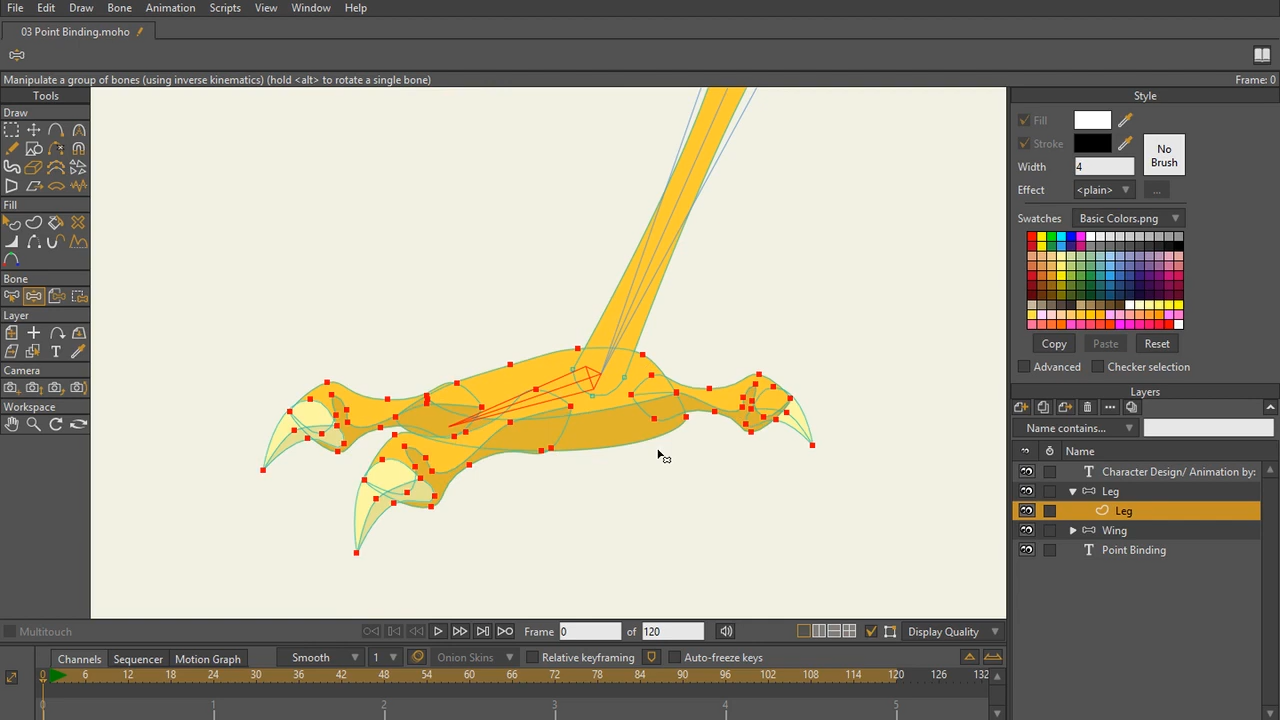 File Edit Draw Bone Animation Scripts View Window Help
03 Point Binding.moho
Manipulate a group of bones (using inverse kinematics) (hold <alt> to rotate a single bone) Frame: 0
Tools
Draw
Fill
Bone
Layer
Camera
Workspace
Style
Fill
Stroke
No
Brush
Width 4
Effect <plain> ...
Swatches Basic Colors.png
Copy Paste Reset
Advanced Checker selection
Layers
Name contains...
Name
Character Design/ Animation by:
Leg
Leg
Wing
Point Binding
Multitouch
Frame 0 of 120 Display Quality
Channels Sequencer Motion Graph Smooth 1 Onion Skins Relative keyframing Auto-freeze keys
0 6 12 18 24 30 36 42 48 54 60 66 72 78 84 90 96 102 108 114 120 126 132
0 1 2 3 4 5